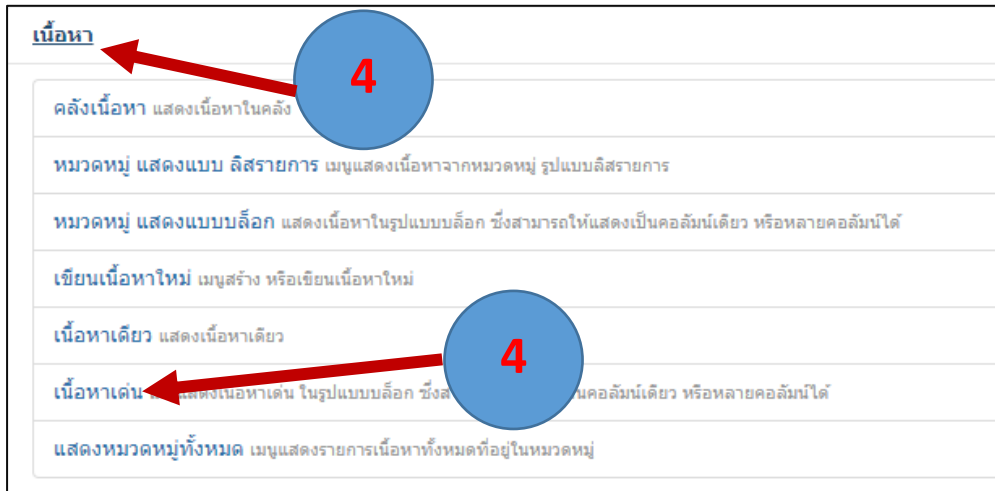 เนื้อหา
4
คลังเนื้อหา แสดงเนื้อหาในคลัง
หมวดหมู่ แสดงแบบ ลิสรายการ เมนูแสดงเนื้อหาจากหมวดหมู่ รูปแบบลิสรายการ
หมวดหมู่ แสดงแบบบล็อก แสดงเนื้อหาในรูปแบบบล็อก ซึ่งสามารถให้แสดงเป็นคอลัมน์เดียว หรือหลายคอลัมน์ได้
เขียนเนื้อหาใหม่ เมนูสร้าง หรือเขียนเนื้อหาใหม่
เนื้อหาเดียว แสดงเนื้อหาเดียว
4
เนื้อหาเด่น แสดงเนื้อหาเด่น ในรูปแบบบล็อก คอลัมน์เดียว หรือหลายคอลัมน์ได้
แสดงหมวดหมู่ทั้งหมด เมนูแสดงรายการเนื้อหาทั้งหมดที่อยู่ในหมวดหมู่